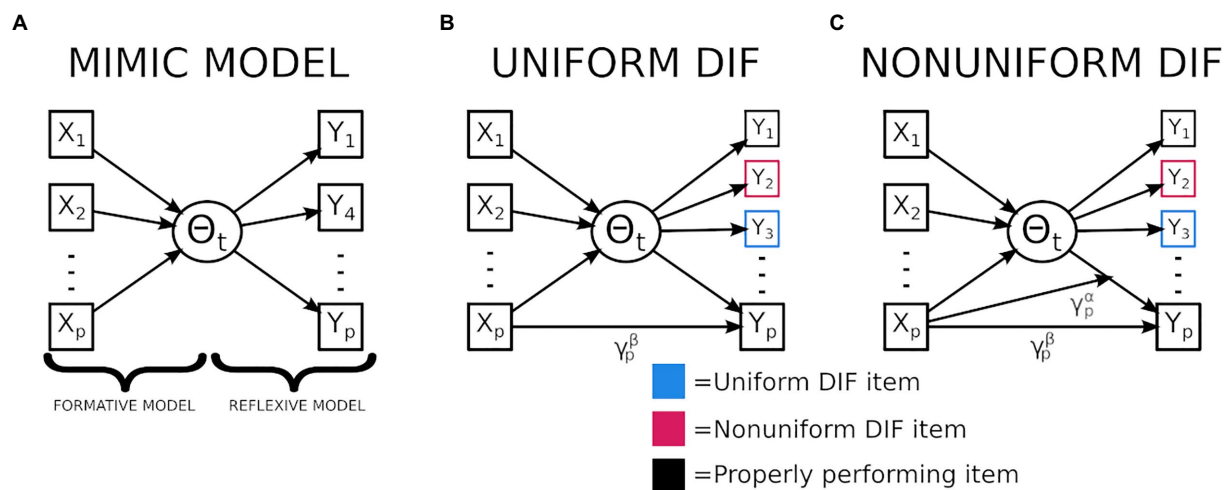 A
MIMIC MODEL
X1
X2
Xp
Θt
Y1
Y4
Yp
FORMATIVE MODEL
REFLEXIVE MODEL
B
UNIFORM DIF
X1
X2
Xp
Θt
Y1
Y2
Y3
Yp
γpβ
C
NONUNIFORM DIF
X1
X2
Xp
Θt
Y1
Y2
Y3
Yp
γpα
γpβ
=Uniform DIF item
=Nonuniform DIF item
=Properly performing item